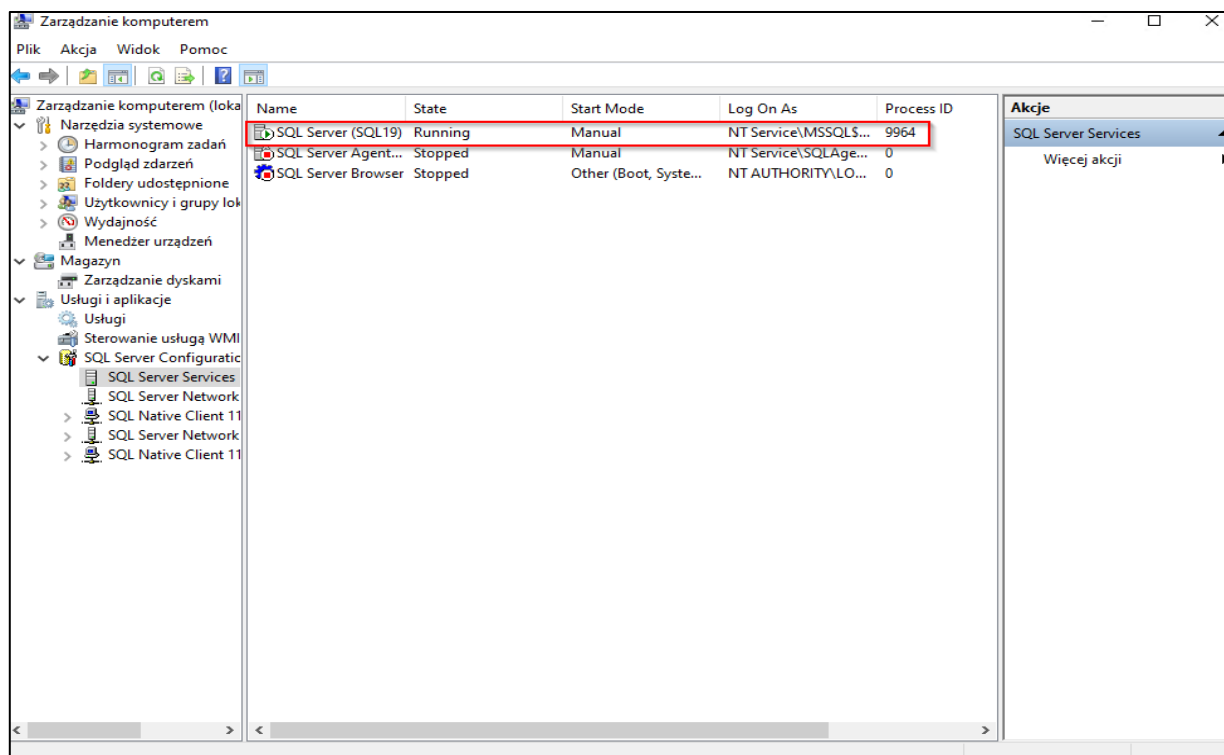 Zarządzanie komputerem
Plik Akcja Widok Pomoc
Zarządzanie komputerem (loka
Narzędzia systemowe
Harmonogram zadań
Podgląd zdarzeń
Foldery udostępnione
Użytkownicy i grupy lok
Wydajność
Menedżer urządzeń
Magazyn
Zarządzanie dyskami
Usługi i aplikacje
Usługi
Sterowanie usługą WMI
SQL Server Configuratic
SQL Server Services
SQL Server Network
SQL Native Client 11
SQL Server Network
SQL Native Client 11
Name State Start Mode Log On As Process ID
SQL Server (SQL19) Running Manual NT Service\MSSQL$... 9964
SQL Server Agent... Stopped Manual NT Service\SQLAge... 0
SQL Server Browser Stopped Other (Boot, Syste... NT AUTHORITY\LO... 0
Akcje
SQL Server Services
Więcej akcji